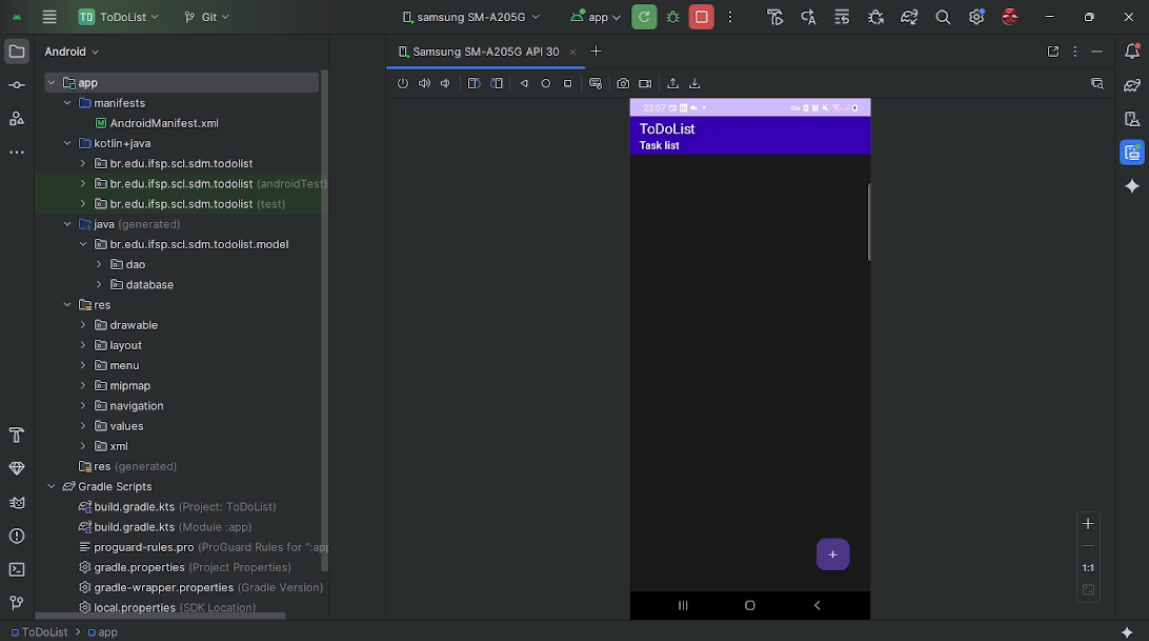 TD ToDoList Git samsung SM-A205G app
Android
Samsung SM-A205G API 30
app
manifests
AndroidManifest.xml
kotlin+java
br.edu.ifsp.scl.sdm.todolist
br.edu.ifsp.scl.sdm.todolist (androidTest)
br.edu.ifsp.scl.sdm.todolist (test)
java (generated)
br.edu.ifsp.scl.sdm.todolist.model
dao
database
res
drawable
layout
menu
mipmap
navigation
values
xml
res (generated)
Gradle Scripts
build.gradle.kts (Project: ToDoList)
build.gradle.kts (Module :app)
proguard-rules.pro (ProGuard Rules for ":app
gradle.properties (Project Properties)
gradle-wrapper.properties (Gradle Version)
local.properties (SDK Location)
23:07
ToDoList
Task list
+
1:1
ToDoList > app